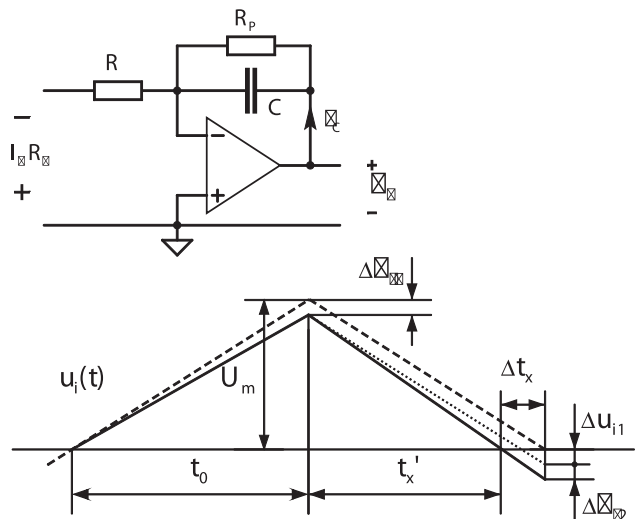 R_P
R
C
−
I R
+
−
+
+
−
Δ
u_i(t)
U_m
Δt_x
Δu_i1
t_0
t_x'
Δ